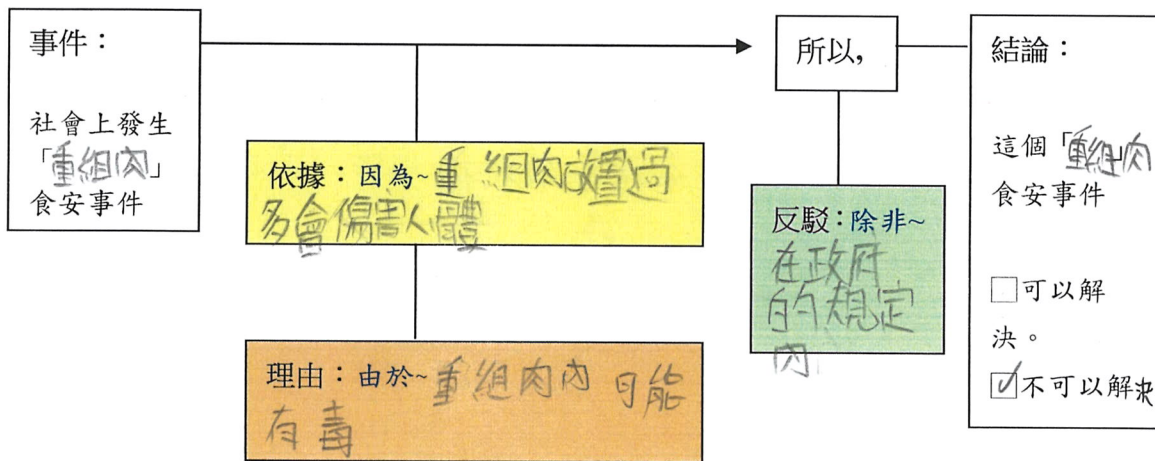 事件：
社會上發生
「重組肉」
食安事件
依據：因為~重組肉放置過
多會傷害人體
理由：由於~重組肉內可能
有毒
所以,
反駁：除非~
在政府
的規定
內
結論：
這個「重組」肉
食安事件
□可以解
決。
☑不可以解決